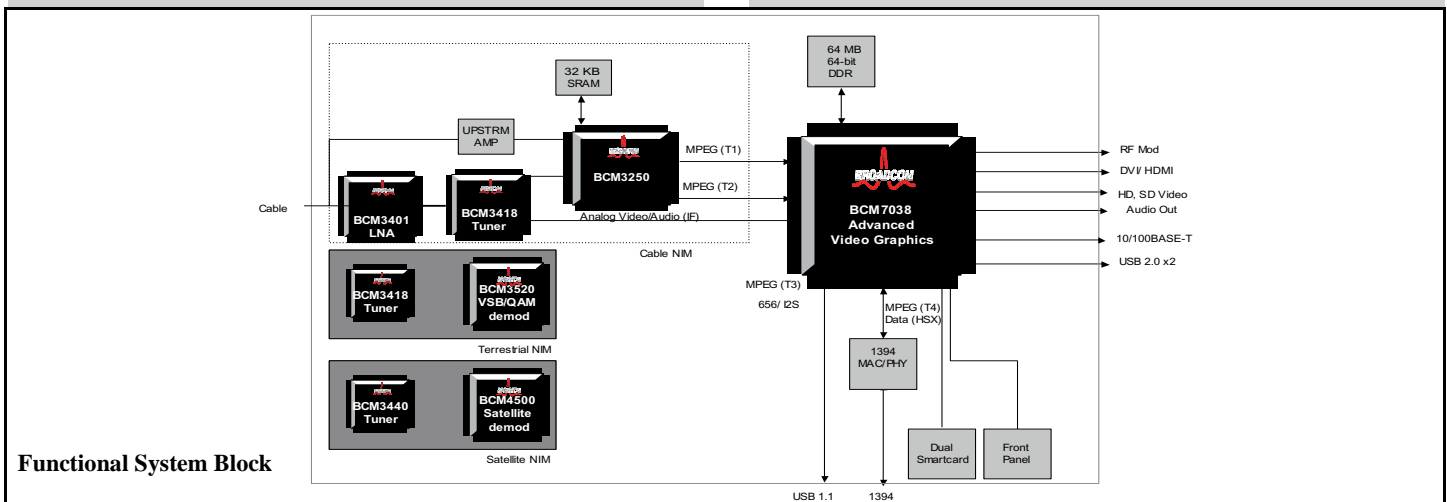 64 MB
64-bit
DDR
32 KB
SRAM
UPSTRM
AMP
MPEG (T1)
BROADCOM
BCM3250
MPEG (T2)
Cable
BCM3401
LNA
BCM3418
Tuner
Analog Video/Audio (IF)
Cable NIM
BROADCOM
BCM7038
Advanced
Video Graphics
RF Mod
DVI/ HDMI
HD, SD Video
Audio Out
10/100BASE-T
USB 2.0 x2
BCM3418
Tuner
BCM3520
VSB/QAM
demod
Terrestrial NIM
MPEG (T3)
656/ I2S
MPEG (T4)
Data (HSX)
1394
MAC/PHY
BCM3440
Tuner
BCM4500
Satellite
demod
Satellite NIM
Dual
Smartcard
Front
Panel
Functional System Block
USB 1.1
1394